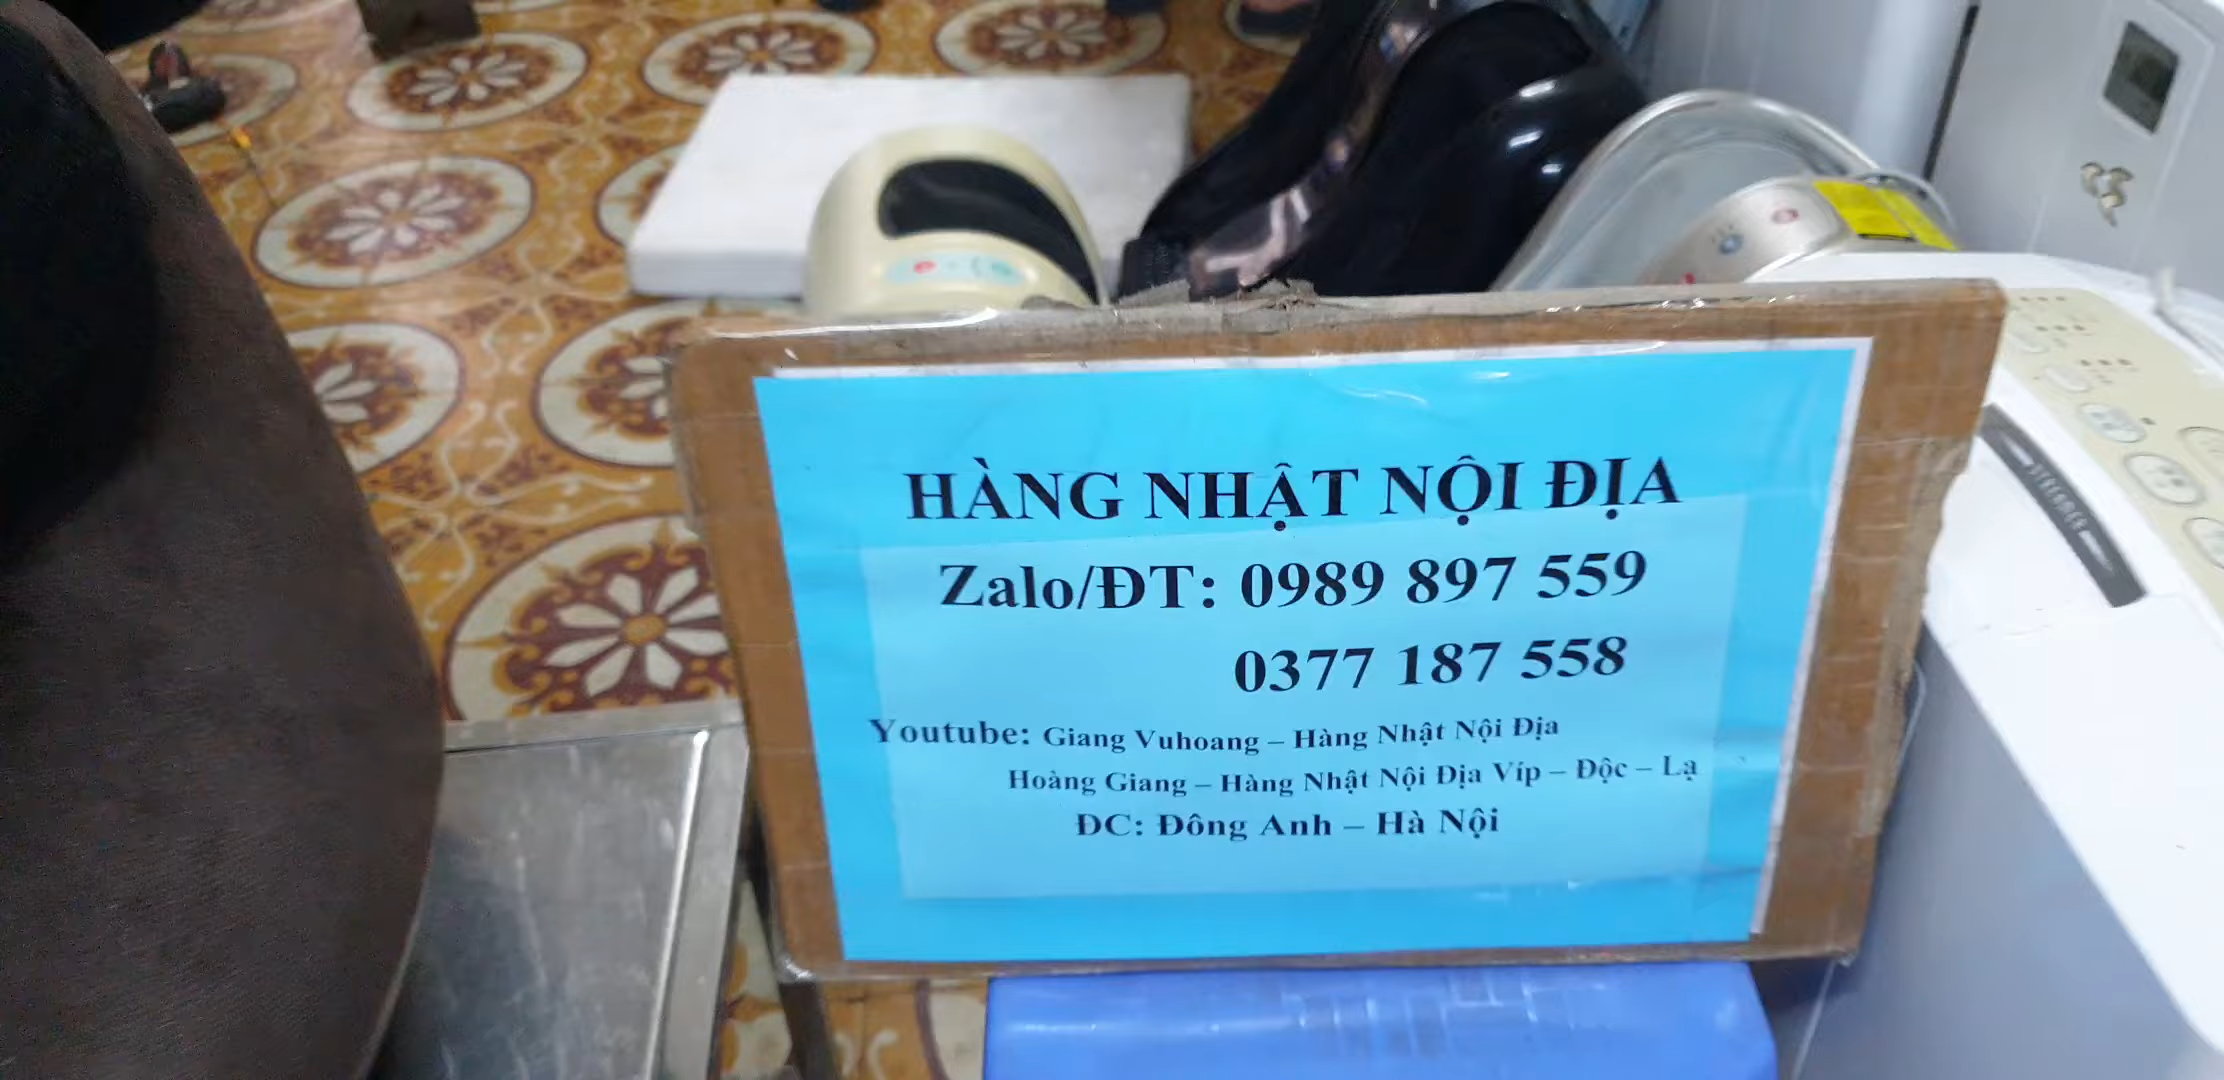 HÀNG NHẬT NỘI ĐỊA
Zalo/ĐT: 0989 897 559
0377 187 558
Youtube: Giang Vuhoang – Hàng Nhật Nội Địa
Hoàng Giang – Hàng Nhật Nội Địa Víp – Độc – Lạ
ĐC: Đông Anh – Hà Nội
STREAMER